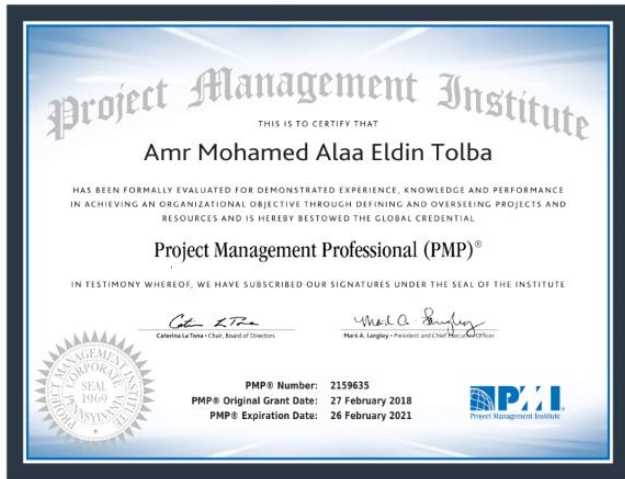 Project Management Institute
THIS IS TO CERTIFY THAT
Amr Mohamed Alaa Eldin Tolba
HAS BEEN FORMALLY EVALUATED FOR DEMONSTRATED EXPERIENCE, KNOWLEDGE AND PERFORMANCE
IN ACHIEVING AN ORGANIZATIONAL OBJECTIVE THROUGH DEFINING AND OVERSEEING PROJECTS AND
RESOURCES AND IS HEREBY BESTOWED THE GLOBAL CREDENTIAL
Project Management Professional (PMP)®
IN TESTIMONY WHEREOF, WE HAVE SUBSCRIBED OUR SIGNATURES UNDER THE SEAL OF THE INSTITUTE
Caterina La Tona • Chair, Board of Directors
Mark A. Langley • President and Chief Executive Officer
PROJECT MANAGEMENT INSTITUTE
PENNSYLVANIA
CORPORATE
SEAL
1969
PMP® Number: 2159635
PMP® Original Grant Date: 27 February 2018
PMP® Expiration Date: 26 February 2021
PMI
Project Management Institute